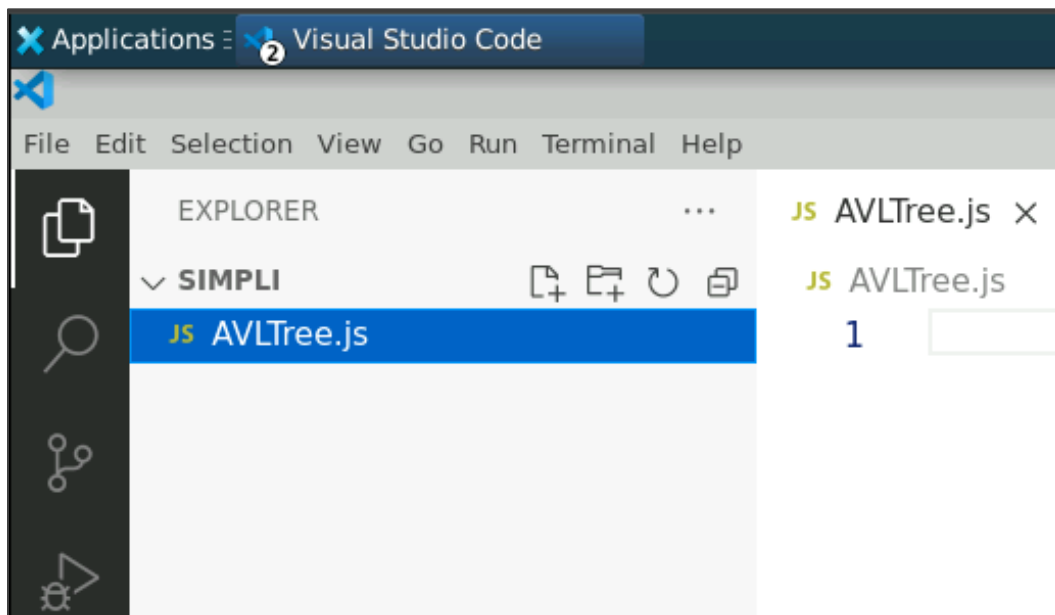 Applications Visual Studio Code
2
File Edit Selection View Go Run Terminal Help
EXPLORER ··· JS AVLTree.js ×
SIMPLI JS AVLTree.js
JS AVLTree.js 1